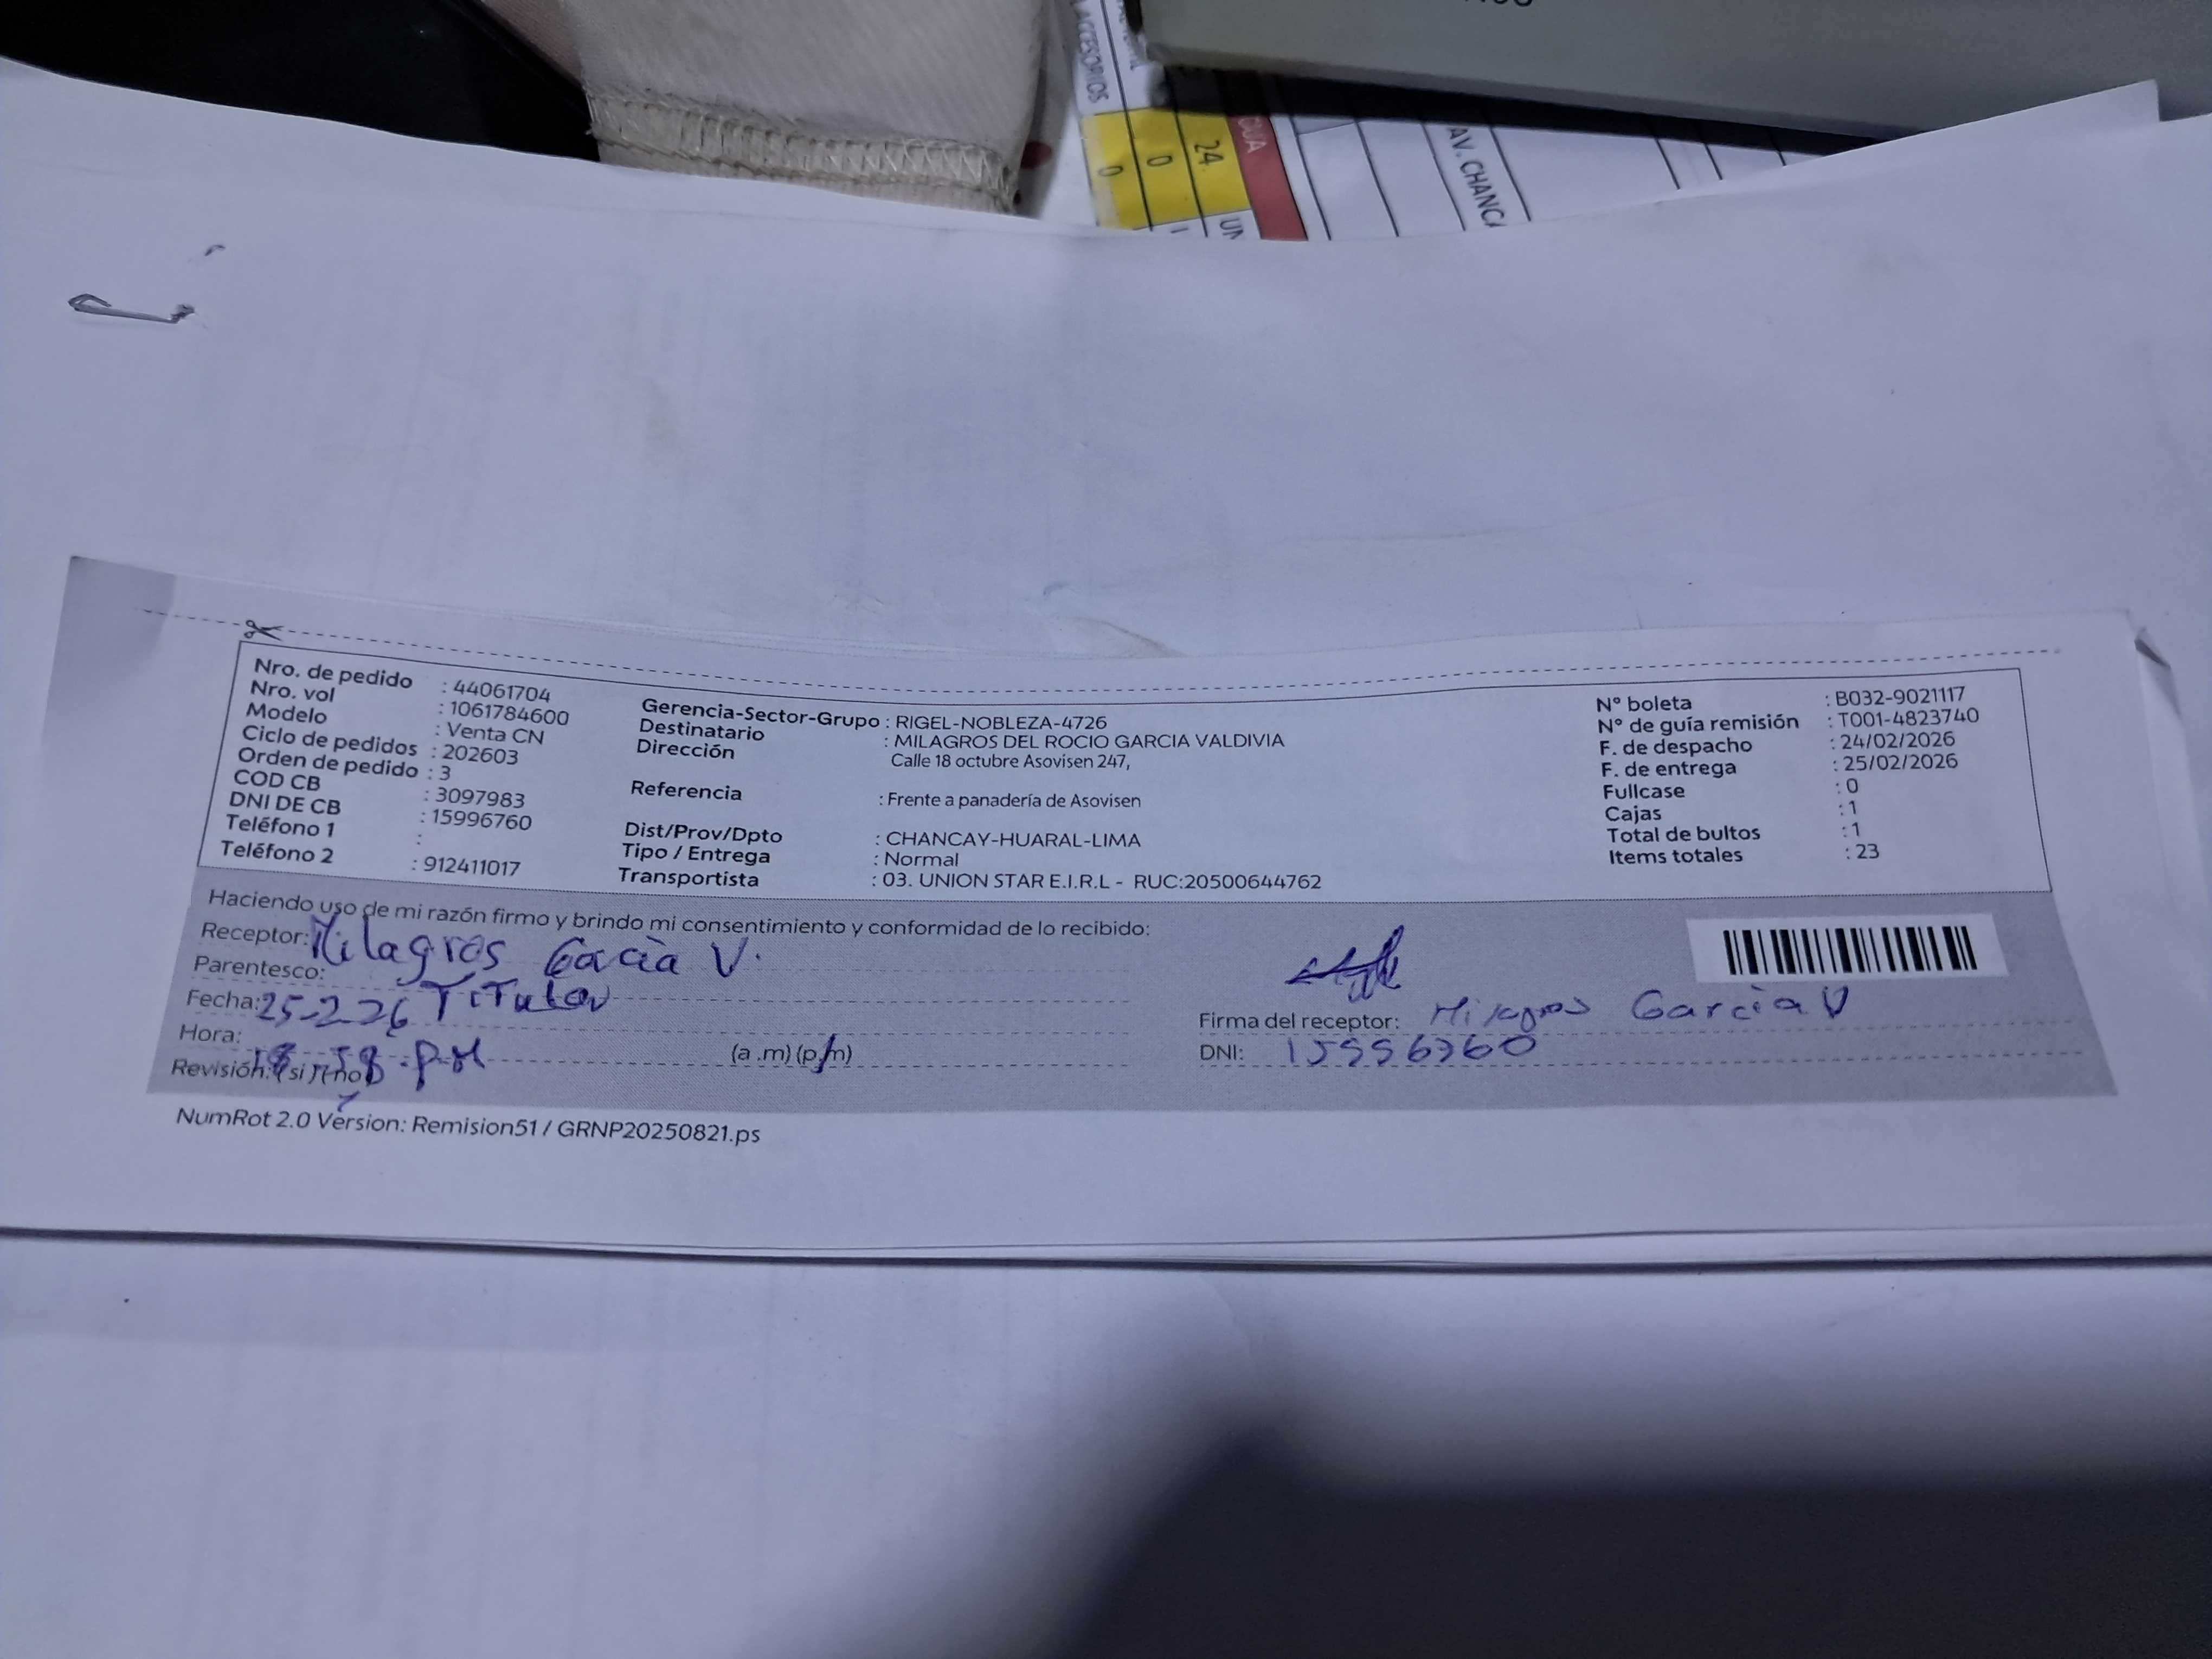 ACCESORIOS
0
0
24
GUIA
UN
AV. CHANCA
Nro. de pedido : 44061704
Nro. vol : 1061784600
Modelo : Venta CN
Ciclo de pedidos : 202603
Orden de pedido : 3
COD CB : 3097983
DNI DE CB : 15996760
Teléfono 1 :
Teléfono 2 : 912411017
Gerencia-Sector-Grupo : RIGEL-NOBLEZA-4726
Destinatario : MILAGROS DEL ROCIO GARCIA VALDIVIA
Dirección Calle 18 octubre Asovisen 247,
Referencia : Frente a panadería de Asovisen
Dist/Prov/Dpto : CHANCAY-HUARAL-LIMA
Tipo / Entrega : Normal
Transportista : 03. UNION STAR E.I.R.L - RUC:20500644762
N° boleta : B032-9021117
N° de guía remisión : T001-4823740
F. de despacho : 24/02/2026
F. de entrega : 25/02/2026
Fullcase : 0
Cajas : 1
Total de bultos : 1
Items totales : 23
Haciendo uso de mi razón firmo y brindo mi consentimiento y conformidad de lo recibido:
Receptor: Milagros Garcia V.
Parentesco: Titular
Fecha: 25-2-26
Hora: p.m (a.m) (p.m)
Revisión: (si) (no)
Firma del receptor: Milagros Garcia V
DNI: 15996760
NumRot 2.0 Version: Remision51 / GRNP20250821.ps